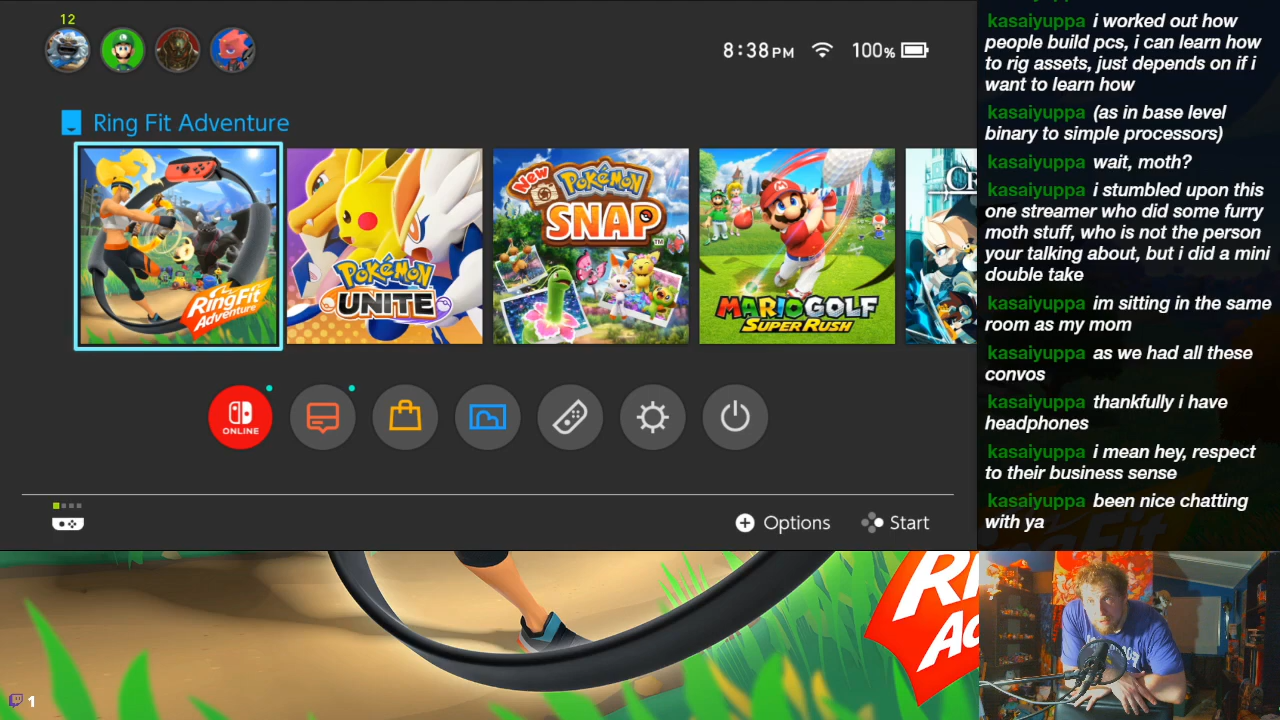 12
8:38 PM
100%
Ring Fit Adventure
RingFit
Adventure
Pokémon
UNITE
New
Pokémon
SNAP
TM
MARIO GOLF
SUPER RUSH
CR
ONLINE
Options
Start
kasaiyuppa i worked out how
people build pcs, i can learn how
to rig assets, just depends on if i
want to learn how
kasaiyuppa (as in base level
binary to simple processors)
kasaiyuppa wait, moth?
kasaiyuppa i stumbled upon this
one streamer who did some furry
moth stuff, who is not the person
your talking about, but i did a mini
double take
kasaiyuppa im sitting in the same
room as my mom
kasaiyuppa as we had all these
convos
kasaiyuppa thankfully i have
headphones
kasaiyuppa i mean hey, respect
to their business sense
kasaiyuppa been nice chatting
with ya
RI
Ad
1